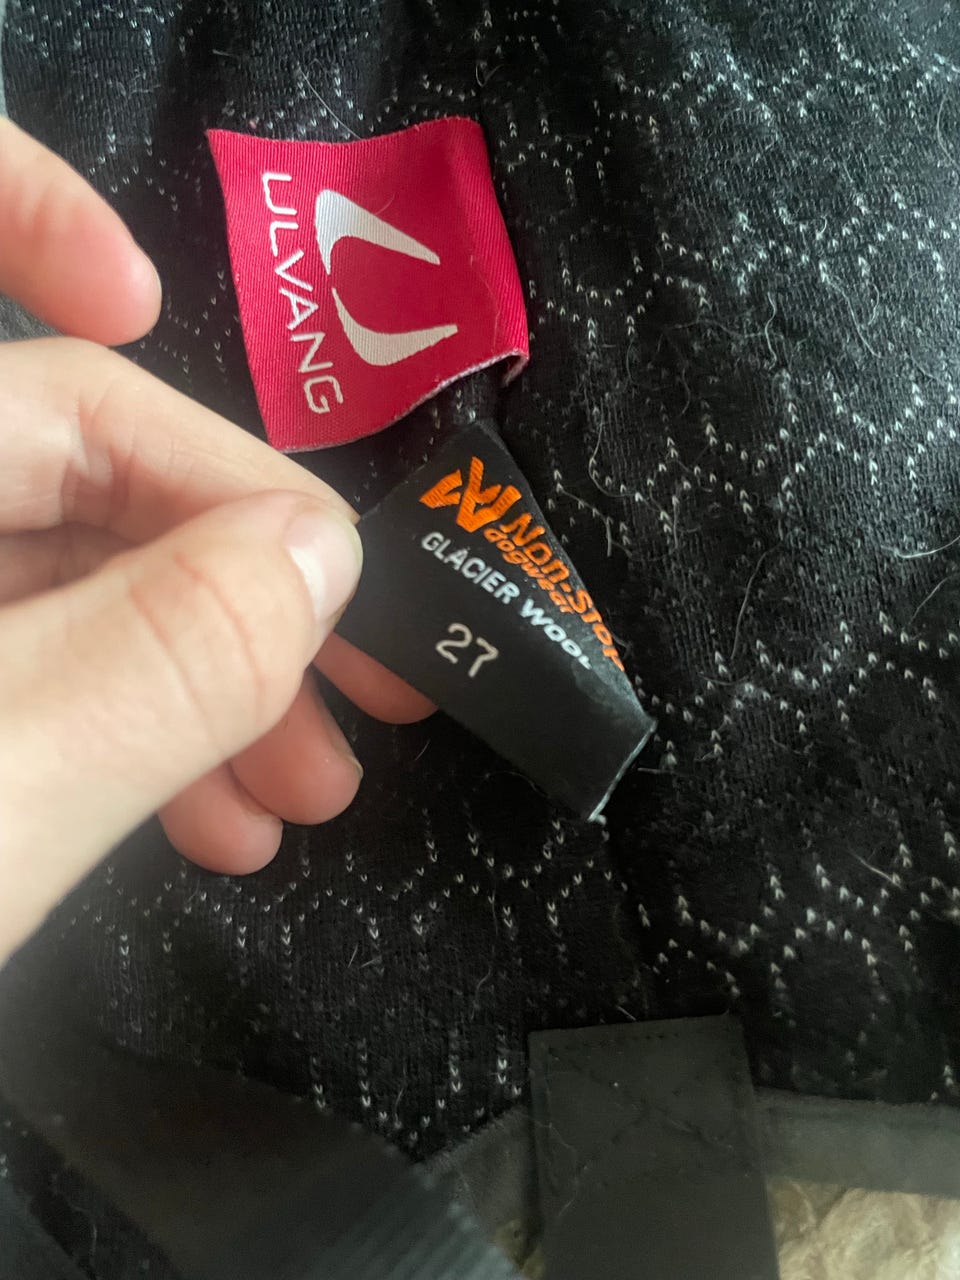 ULVANG
Non-stop
dogwear
GLACIER WOOL
27